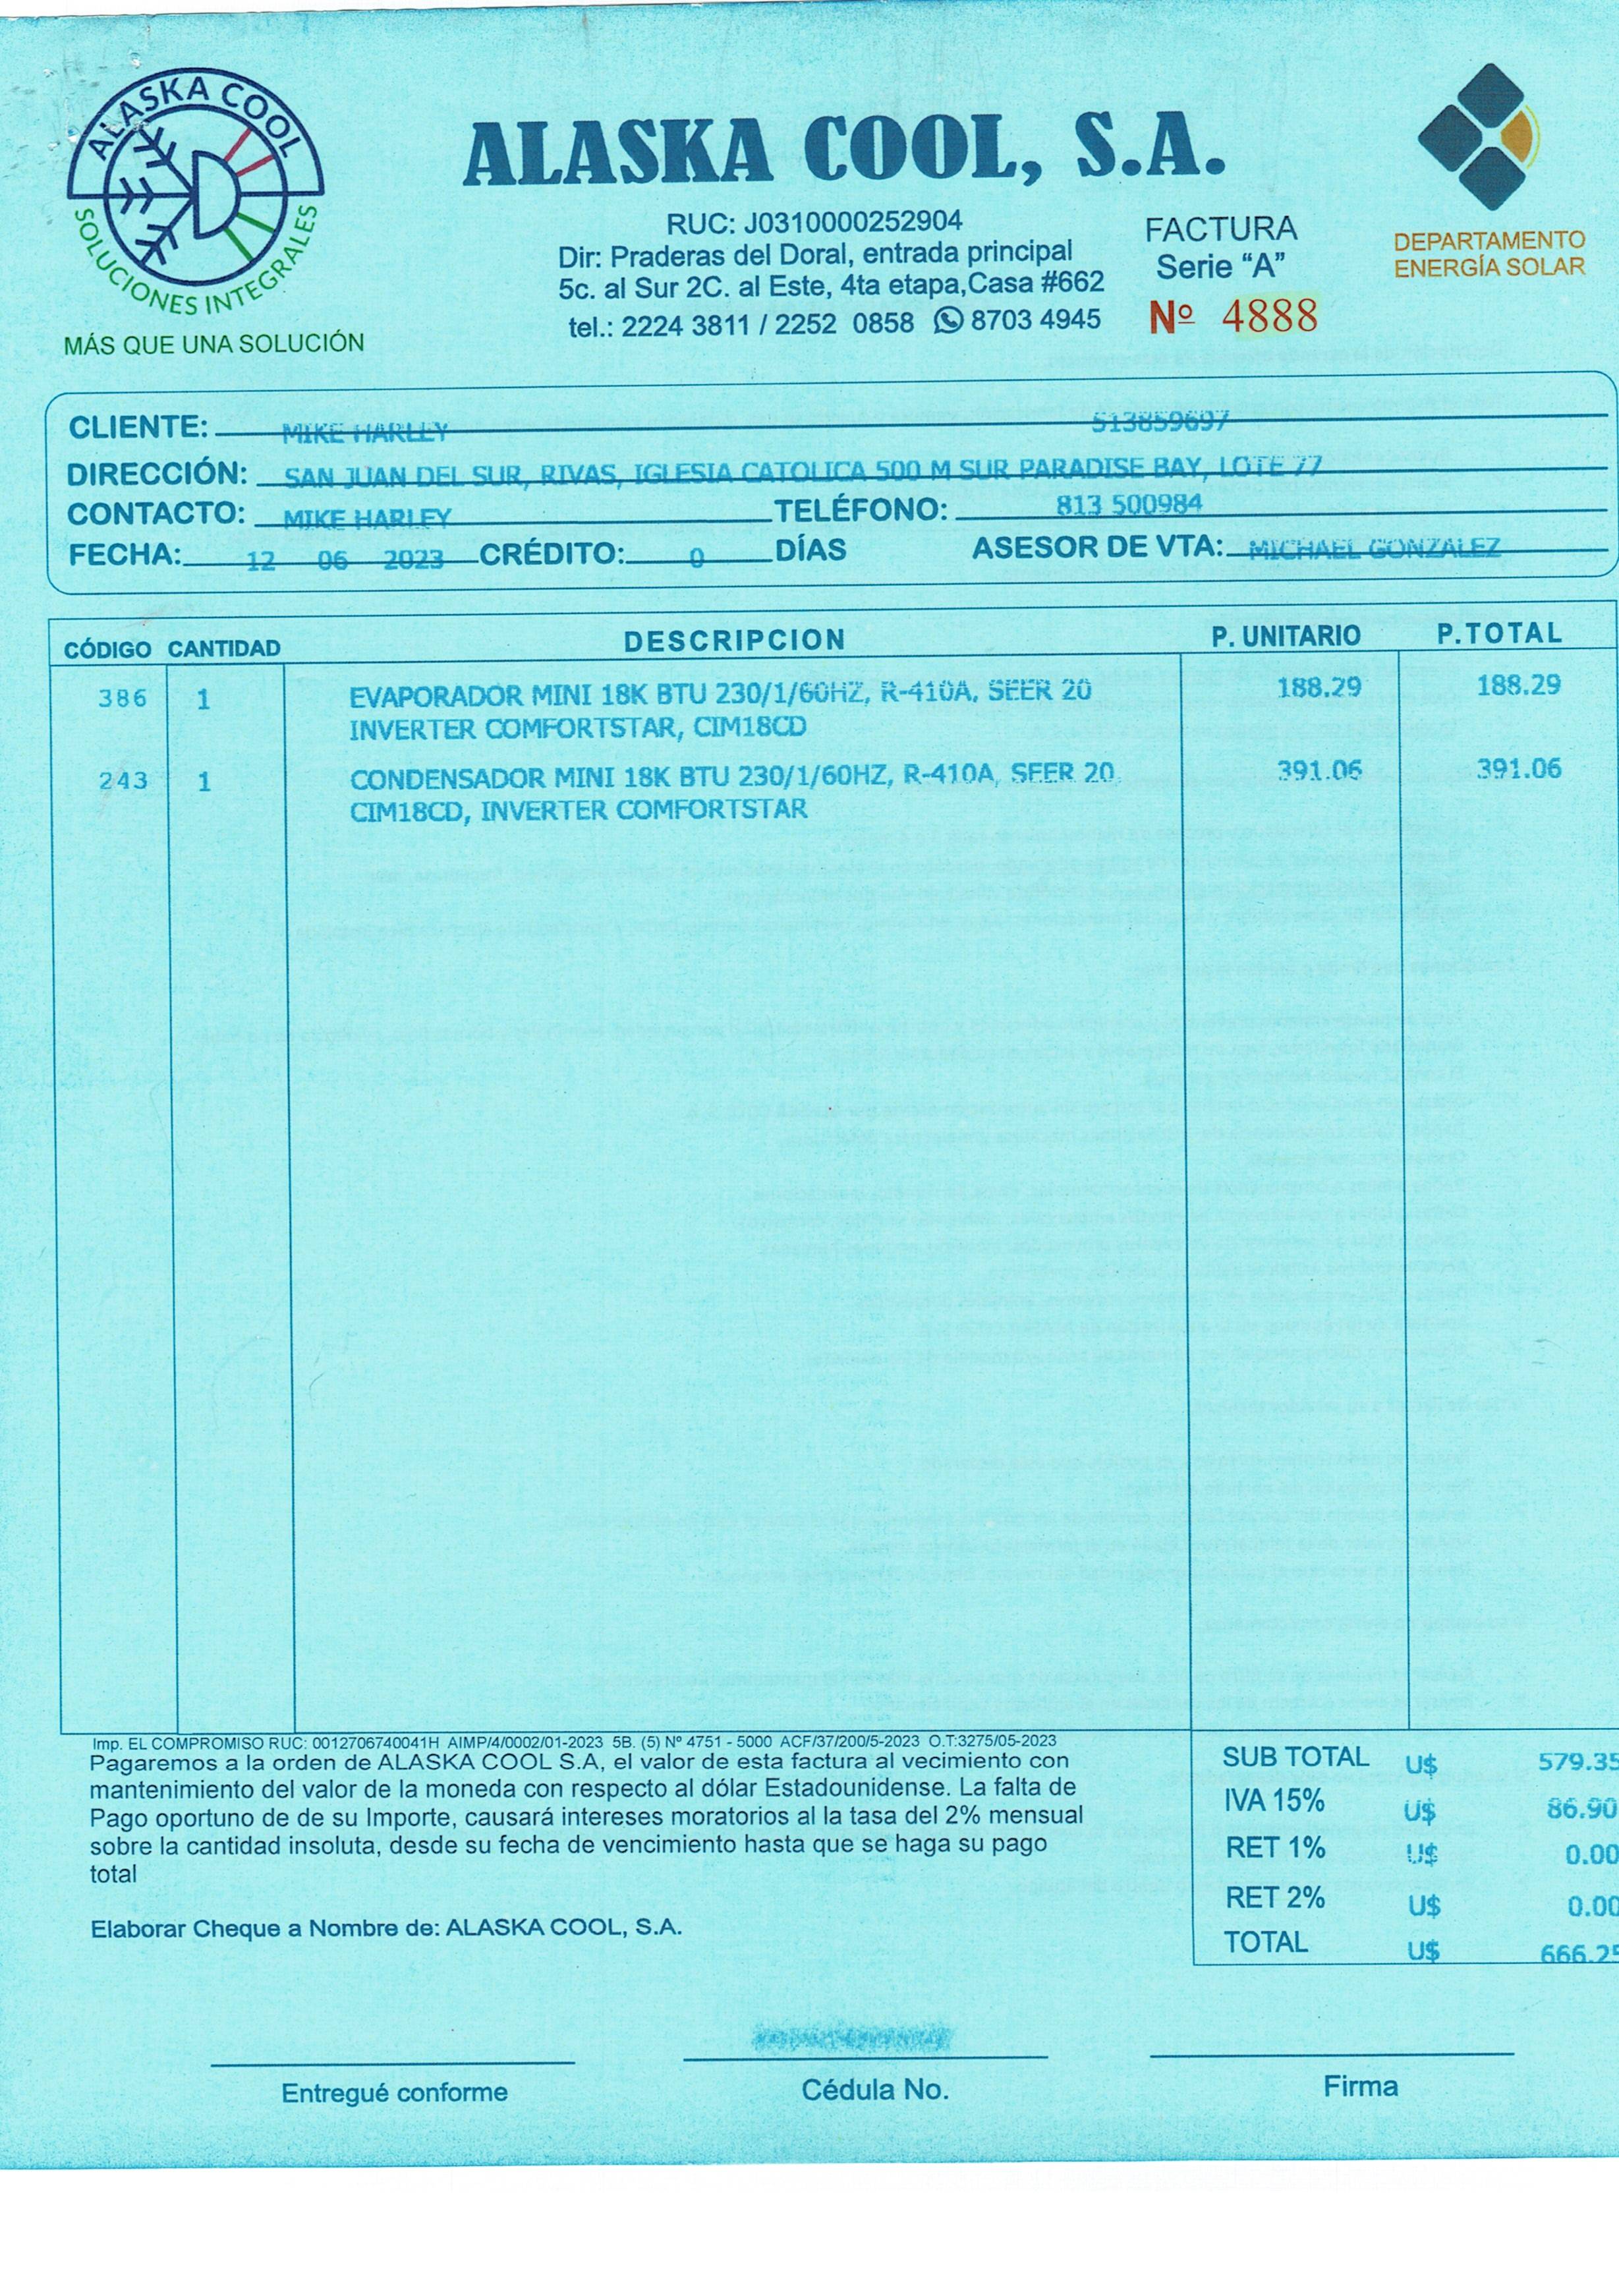 ALASKA COOL
SOLUCIONES INTEGRALES
MÁS QUE UNA SOLUCIÓN
ALASKA COOL, S.A.
RUC: J0310000252904
Dir: Praderas del Doral, entrada principal
5c. al Sur 2C. al Este, 4ta etapa,Casa #662
tel.: 2224 3811 / 2252 0858 8703 4945
FACTURA
Serie “A”
Nº 4888
DEPARTAMENTO
ENERGÍA SOLAR
CLIENTE: MIKE HARLEY 513859697
DIRECCIÓN: SAN JUAN DEL SUR, RIVAS, IGLESIA CATOLICA 500 M SUR PARADISE BAY, LOTE 77
CONTACTO: MIKE HARLEY TELÉFONO: 813 500984
FECHA: 12 06 2023 CRÉDITO: 0 DÍAS ASESOR DE VTA: MICHAEL GONZALEZ
CÓDIGO CANTIDAD DESCRIPCION P. UNITARIO P.TOTAL
386 1 EVAPORADOR MINI 18K BTU 230/1/60HZ, R-410A, SEER 20 188.29 188.29
INVERTER COMFORTSTAR, CIM18CD
243 1 CONDENSADOR MINI 18K BTU 230/1/60HZ, R-410A, SEER 20, 391.06 391.06
CIM18CD, INVERTER COMFORTSTAR
Imp. EL COMPROMISO RUC: 0012706740041H AIMP/4/0002/01-2023 5B. (5) Nº 4751 - 5000 ACF/37/200/5-2023 O.T:3275/05-2023
Pagaremos a la orden de ALASKA COOL S.A, el valor de esta factura al vecimiento con
mantenimiento del valor de la moneda con respecto al dólar Estadounidense. La falta de
Pago oportuno de de su Importe, causará intereses moratorios al la tasa del 2% mensual
sobre la cantidad insoluta, desde su fecha de vencimiento hasta que se haga su pago
total
Elaborar Cheque a Nombre de: ALASKA COOL, S.A.
SUB TOTAL U$ 579.35
IVA 15% U$ 86.90
RET 1% U$ 0.00
RET 2% U$ 0.00
TOTAL U$ 666.25
Entregué conforme
Cédula No.
Firma